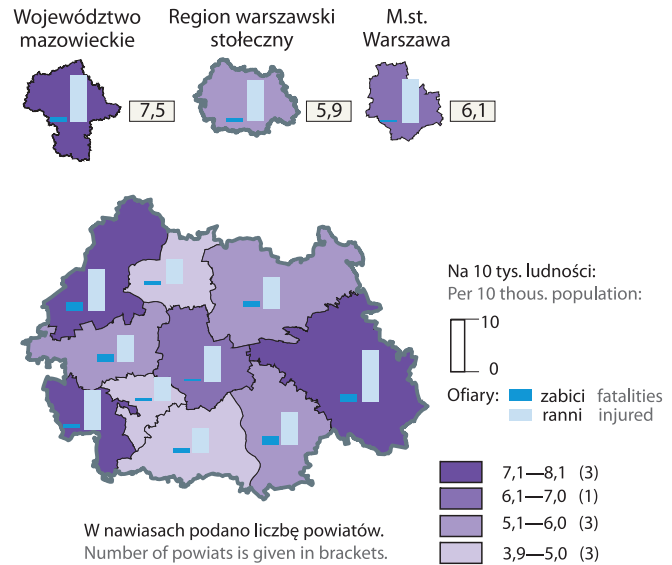 Województwo
mazowieckie
7,5
Region warszawski
stołeczny
5,9
M.st.
Warszawa
6,1
Na 10 tys. ludności:
Per 10 thous. population:
10
0
Ofiary:
zabici fatalities
ranni injured
7,1—8,1 (3)
6,1—7,0 (1)
5,1—6,0 (3)
3,9—5,0 (3)
W nawiasach podano liczbę powiatów.
Number of powiats is given in brackets.